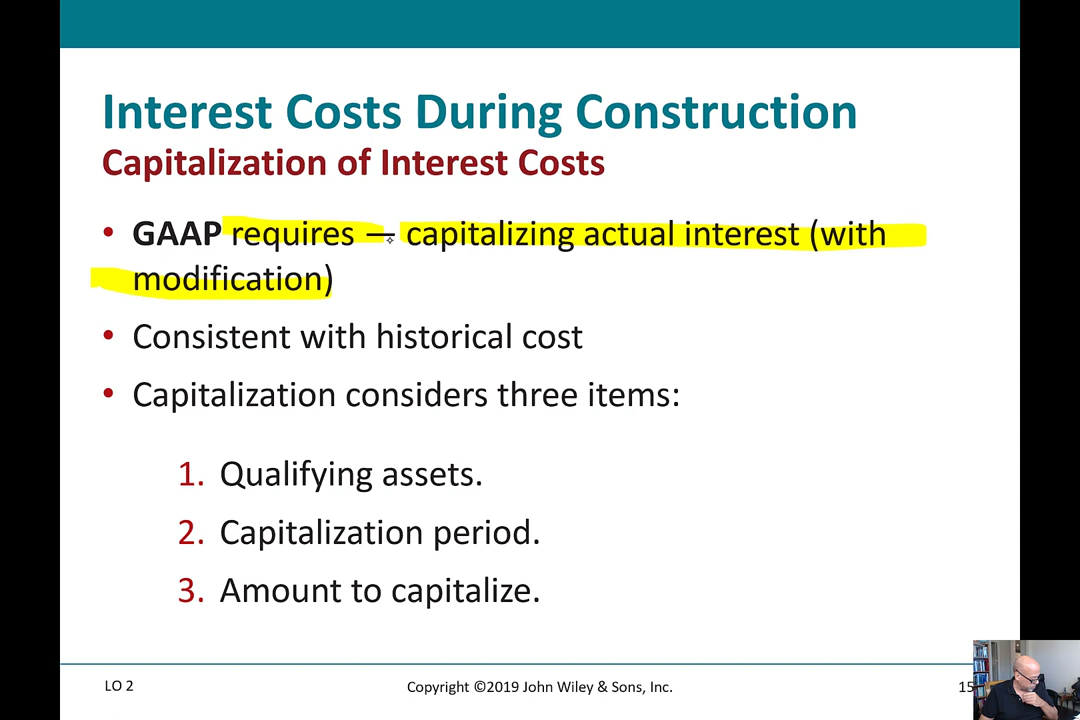 Interest Costs During Construction
Capitalization of Interest Costs
• GAAP requires — capitalizing actual interest (with
modification)
• Consistent with historical cost
• Capitalization considers three items:
1. Qualifying assets.
2. Capitalization period.
3. Amount to capitalize.
LO 2
Copyright ©2019 John Wiley & Sons, Inc.
15